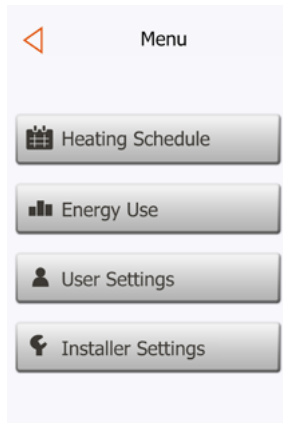 Menu
Heating Schedule
Energy Use
User Settings
Installer Settings